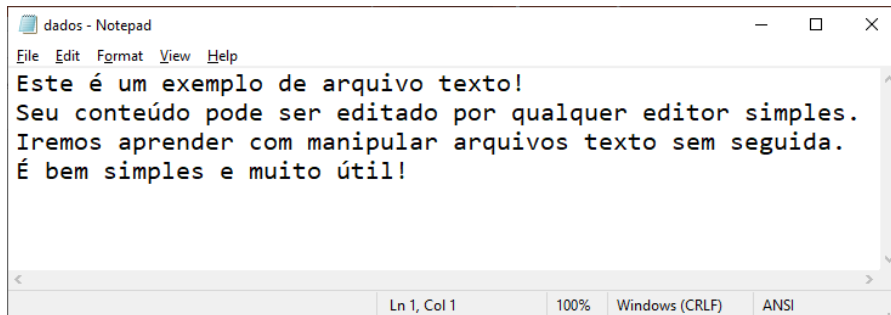 dados - Notepad
File Edit Format View Help
Este é um exemplo de arquivo texto!
Seu conteúdo pode ser editado por qualquer editor simples.
Iremos aprender com manipular arquivos texto sem seguida.
É bem simples e muito útil!
Ln 1, Col 1 100% Windows (CRLF) ANSI